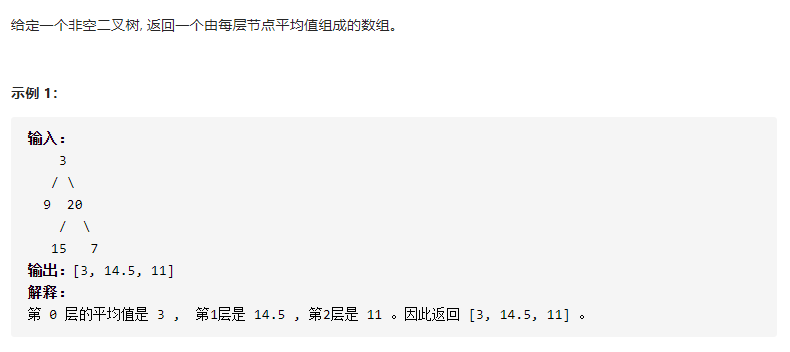 给定一个非空二叉树, 返回一个由每层节点平均值组成的数组。
示例 1：
输入：
    3
   / \
  9  20
    /  \
   15   7
输出：[3, 14.5, 11]
解释：
第 0 层的平均值是 3 ,  第1层是 14.5 , 第2层是 11 。因此返回 [3, 14.5, 11] 。